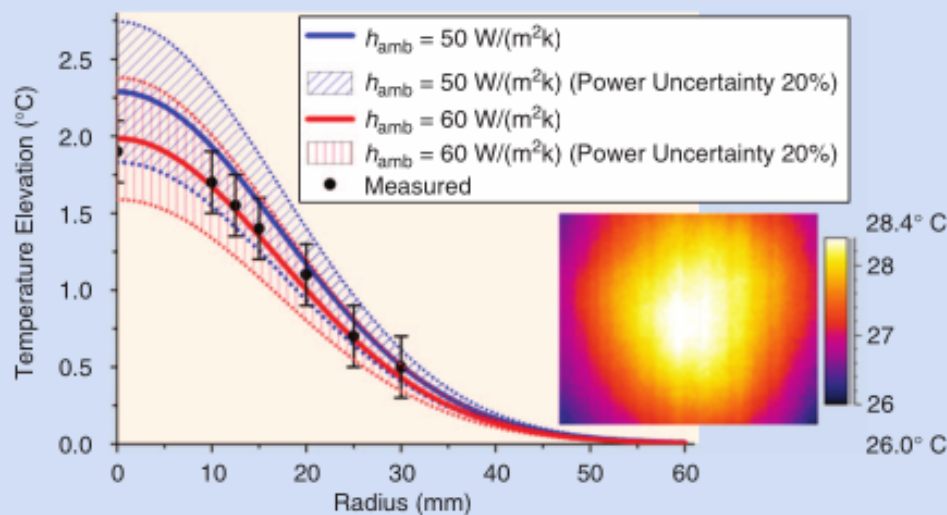 h_amb = 50 W/(m²k)
h_amb = 50 W/(m²k) (Power Uncertainty 20%)
h_amb = 60 W/(m²k)
h_amb = 60 W/(m²k) (Power Uncertainty 20%)
Measured
Temperature Elevation (°C)
2.5
2.0
1.5
1.0
0.5
0.0
0
10
20
30
40
50
60
Radius (mm)
28.4° C
28
27
26
26.0° C